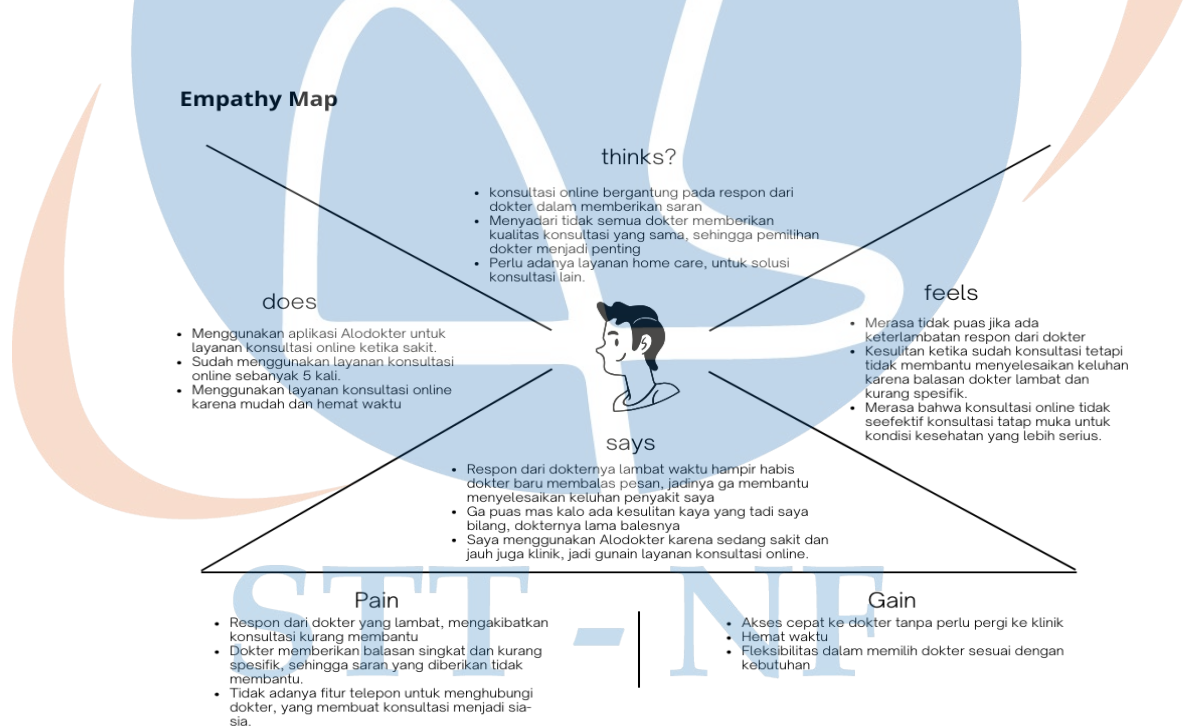 Empathy Map
thinks?
• konsultasi online bergantung pada respon dari
dokter dalam memberikan saran
• Menyadari tidak semua dokter memberikan
kualitas konsultasi yang sama, sehingga pemilihan
dokter menjadi penting
• Perlu adanya layanan home care, untuk solusi
konsultasi lain.
does
• Menggunakan aplikasi Alodokter untuk
layanan konsultasi online ketika sakit.
• Sudah menggunakan layanan konsultasi
online sebanyak 5 kali.
• Menggunakan layanan konsultasi online
karena mudah dan hemat waktu
feels
• Merasa tidak puas jika ada
keterlambatan respon dari dokter
• Kesulitan ketika sudah konsultasi tetapi
tidak membantu menyelesaikan keluhan
karena balasan dokter lambat dan
kurang spesifik.
• Merasa bahwa konsultasi online tidak
seefektif konsultasi tatap muka untuk
kondisi kesehatan yang lebih serius.
says
• Respon dari dokternya lambat waktu hampir habis
dokter baru membalas pesan, jadinya ga membantu
menyelesaikan keluhan penyakit saya
• Ga puas mas kalo ada kesulitan kaya yang tadi saya
bilang, dokternya lama balesnya
• Saya menggunakan Alodokter karena sedang sakit dan
jauh juga klinik, jadi gunain layanan konsultasi online.
STT - NF
Pain
• Respon dari dokter yang lambat, mengakibatkan
konsultasi kurang membantu
• Dokter memberikan balasan singkat dan kurang
spesifik, sehingga saran yang diberikan tidak
membantu.
• Tidak adanya fitur telepon untuk menghubungi
dokter, yang membuat konsultasi menjadi sia-
sia.
Gain
• Akses cepat ke dokter tanpa perlu pergi ke klinik
• Hemat waktu
• Fleksibilitas dalam memilih dokter sesuai dengan
kebutuhan